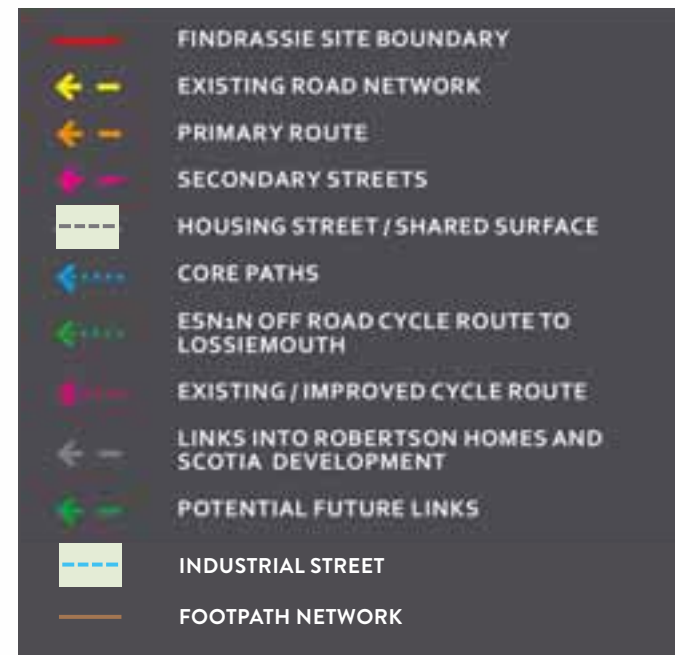 FINDRASSIE SITE BOUNDARY
EXISTING ROAD NETWORK
PRIMARY ROUTE
SECONDARY STREETS
HOUSING STREET / SHARED SURFACE
CORE PATHS
ESN1N OFF ROAD CYCLE ROUTE TO
LOSSIEMOUTH
EXISTING / IMPROVED CYCLE ROUTE
LINKS INTO ROBERTSON HOMES AND
SCOTIA DEVELOPMENT
POTENTIAL FUTURE LINKS
INDUSTRIAL STREET
FOOTPATH NETWORK